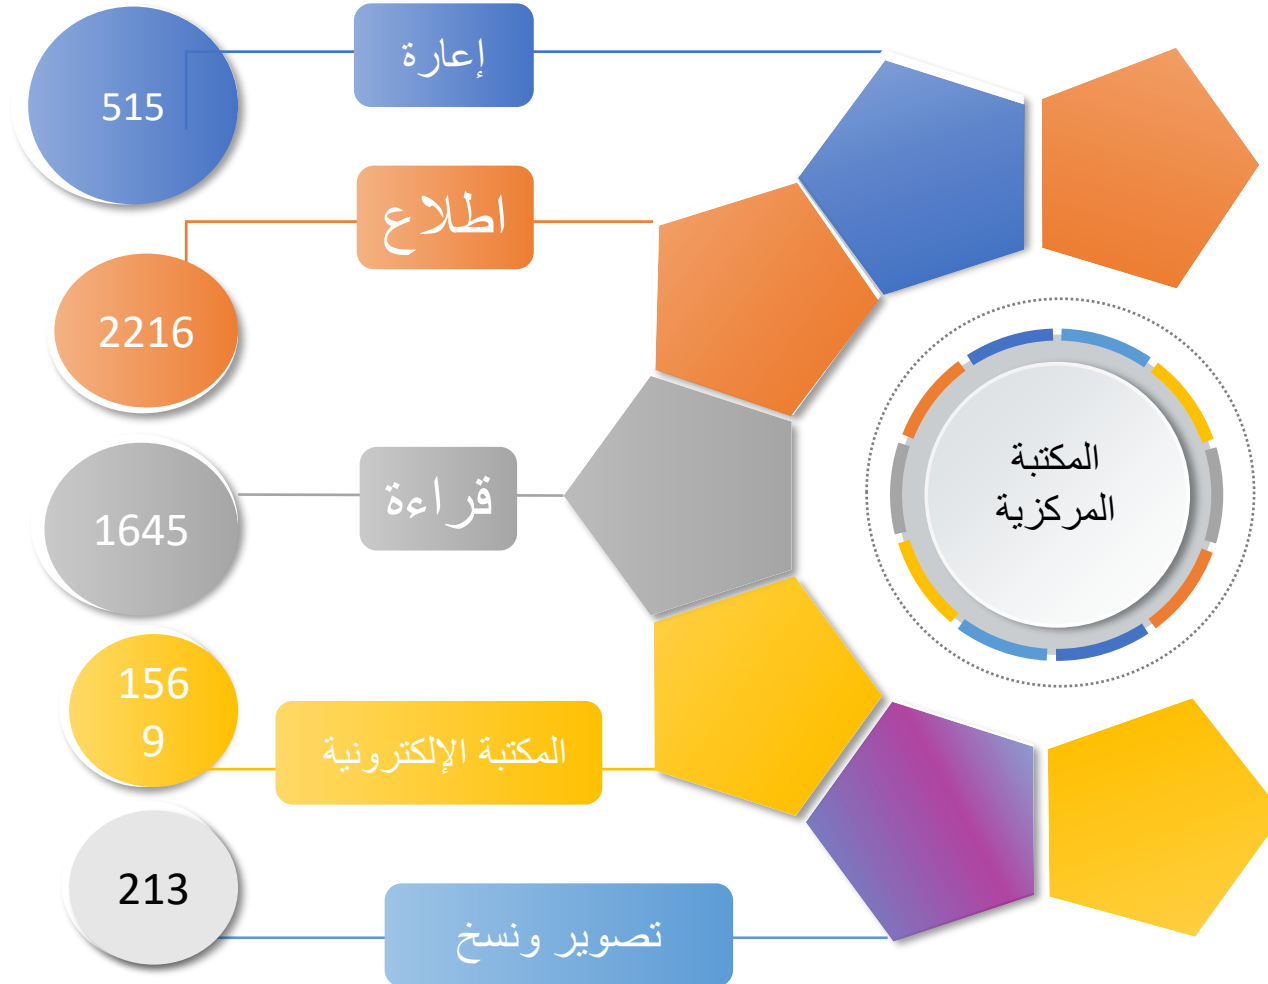 إعارة
515
اطلاع
2216
قراءة
1645
المكتبة
المركزية
المكتبة الإلكترونية
156
9
تصوير ونسخ
213